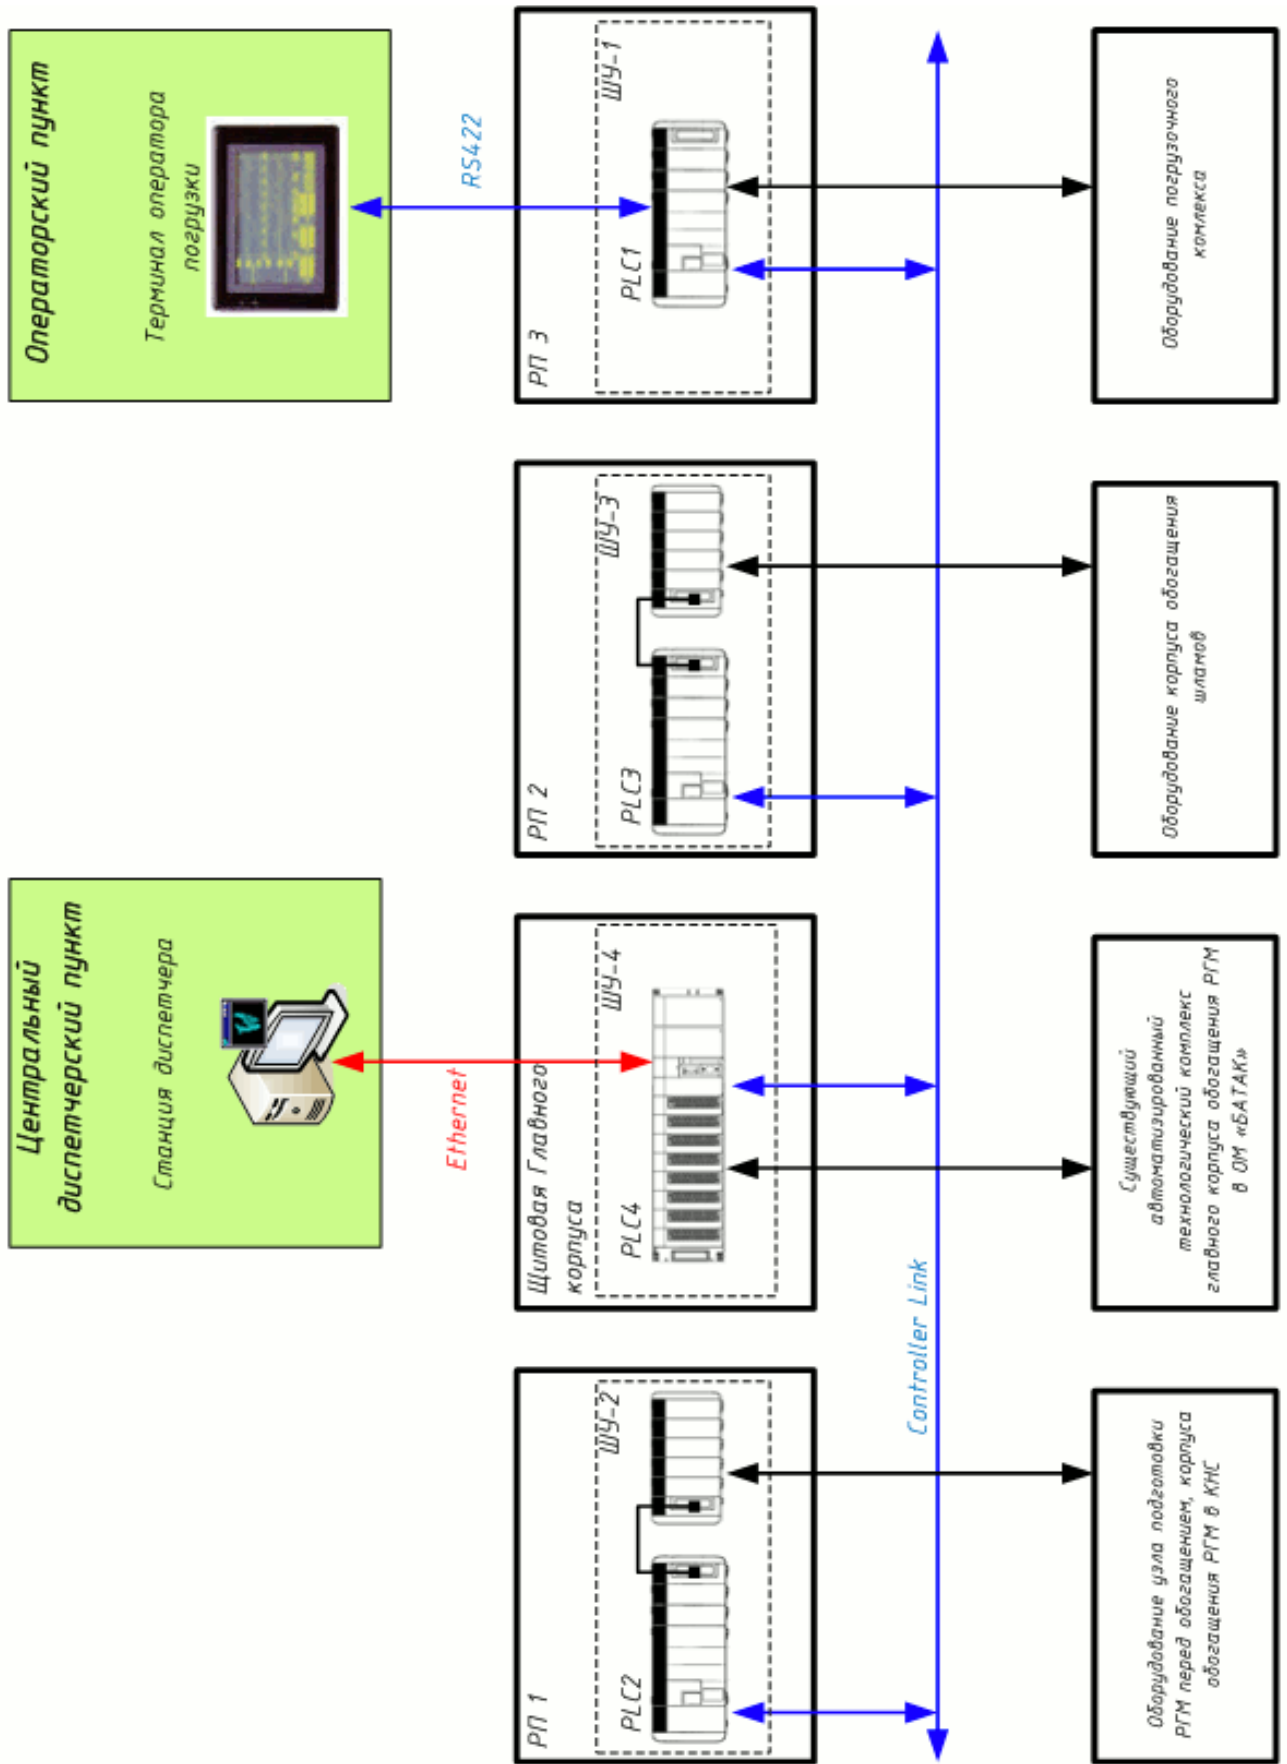 Центральный
диспетчерский пункт
Станция диспетчера
Операторский пункт
Терминал оператора
погрузки
Ethernet
RS422
РП 1
ШУ-2
PLC2
Щитовая Главного
корпуса
ШУ-4
PLC4
РП 2
ШУ-3
PLC3
РП 3
ШУ-1
PLC1
Controller Link
Оборудование узла подготовки
РГМ перед обогащением, корпуса
обогащения РГМ в КНС
Существующий
автоматизированный
технологический комплекс
главного корпуса обогащения РГМ
в ОМ «БАТАК»
Оборудование корпуса обогащения
шламов
Оборудование погрузочного
комлекса